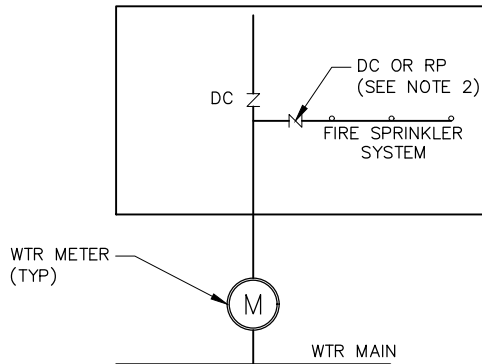 DC OR RP
(SEE NOTE 2)
DC
FIRE SPRINKLER
SYSTEM
WTR METER
(TYP)
M
WTR MAIN